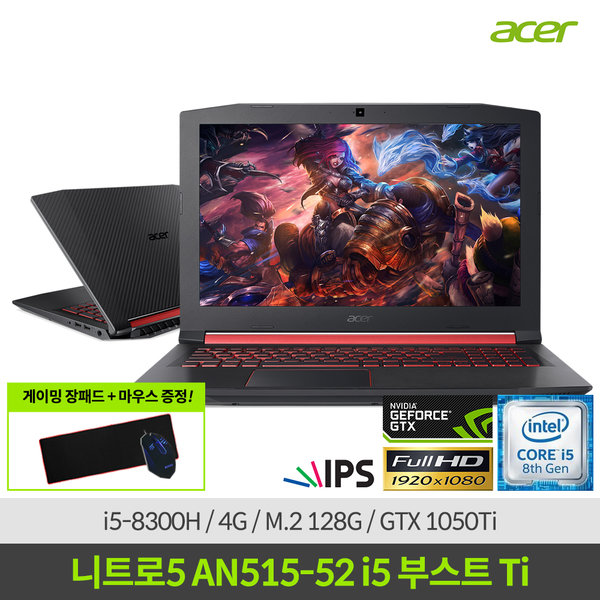 acer
acer
acer
게이밍 장패드 + 마우스 증정!
NVIDIA
GEFORCE
GTX
intel
CORE i5
8th Gen
IPS
Full HD
1920x1080
i5-8300H / 4G / M.2 128G / GTX 1050Ti
니트로5 AN515-52 i5 부스트 Ti